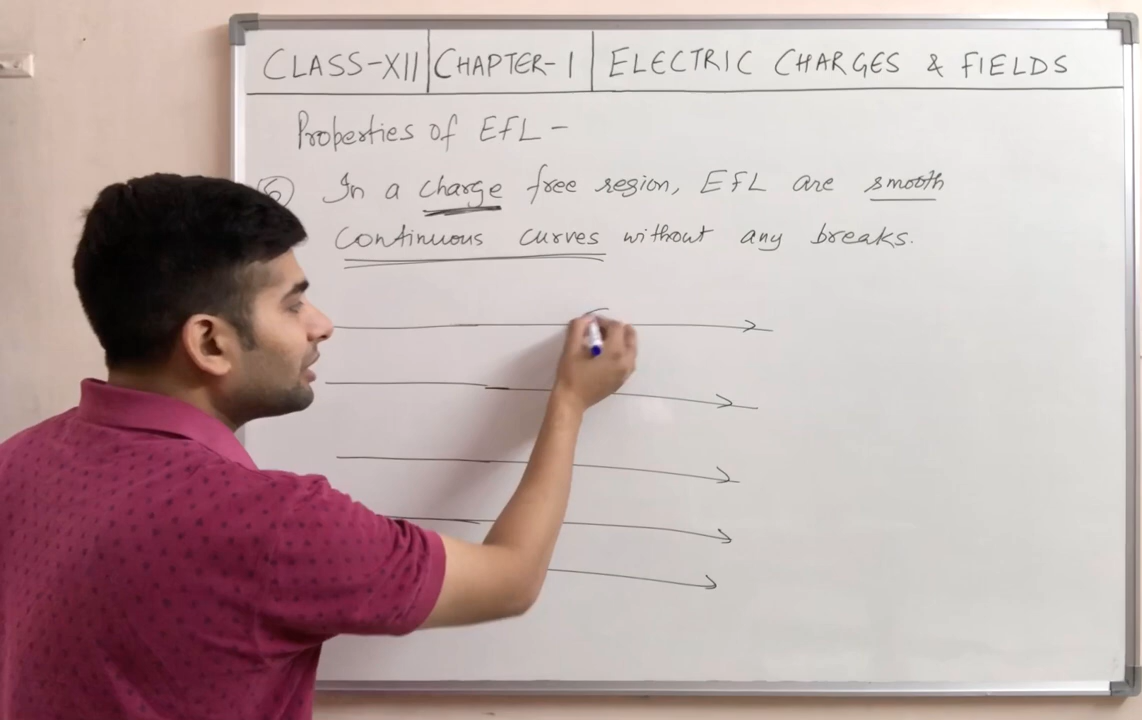 CLASS-XII CHAPTER-1 ELECTRIC CHARGES & FIELDS
Properties of EFL -
6 In a charge free region, EFL are smooth
continuous curves without any breaks.